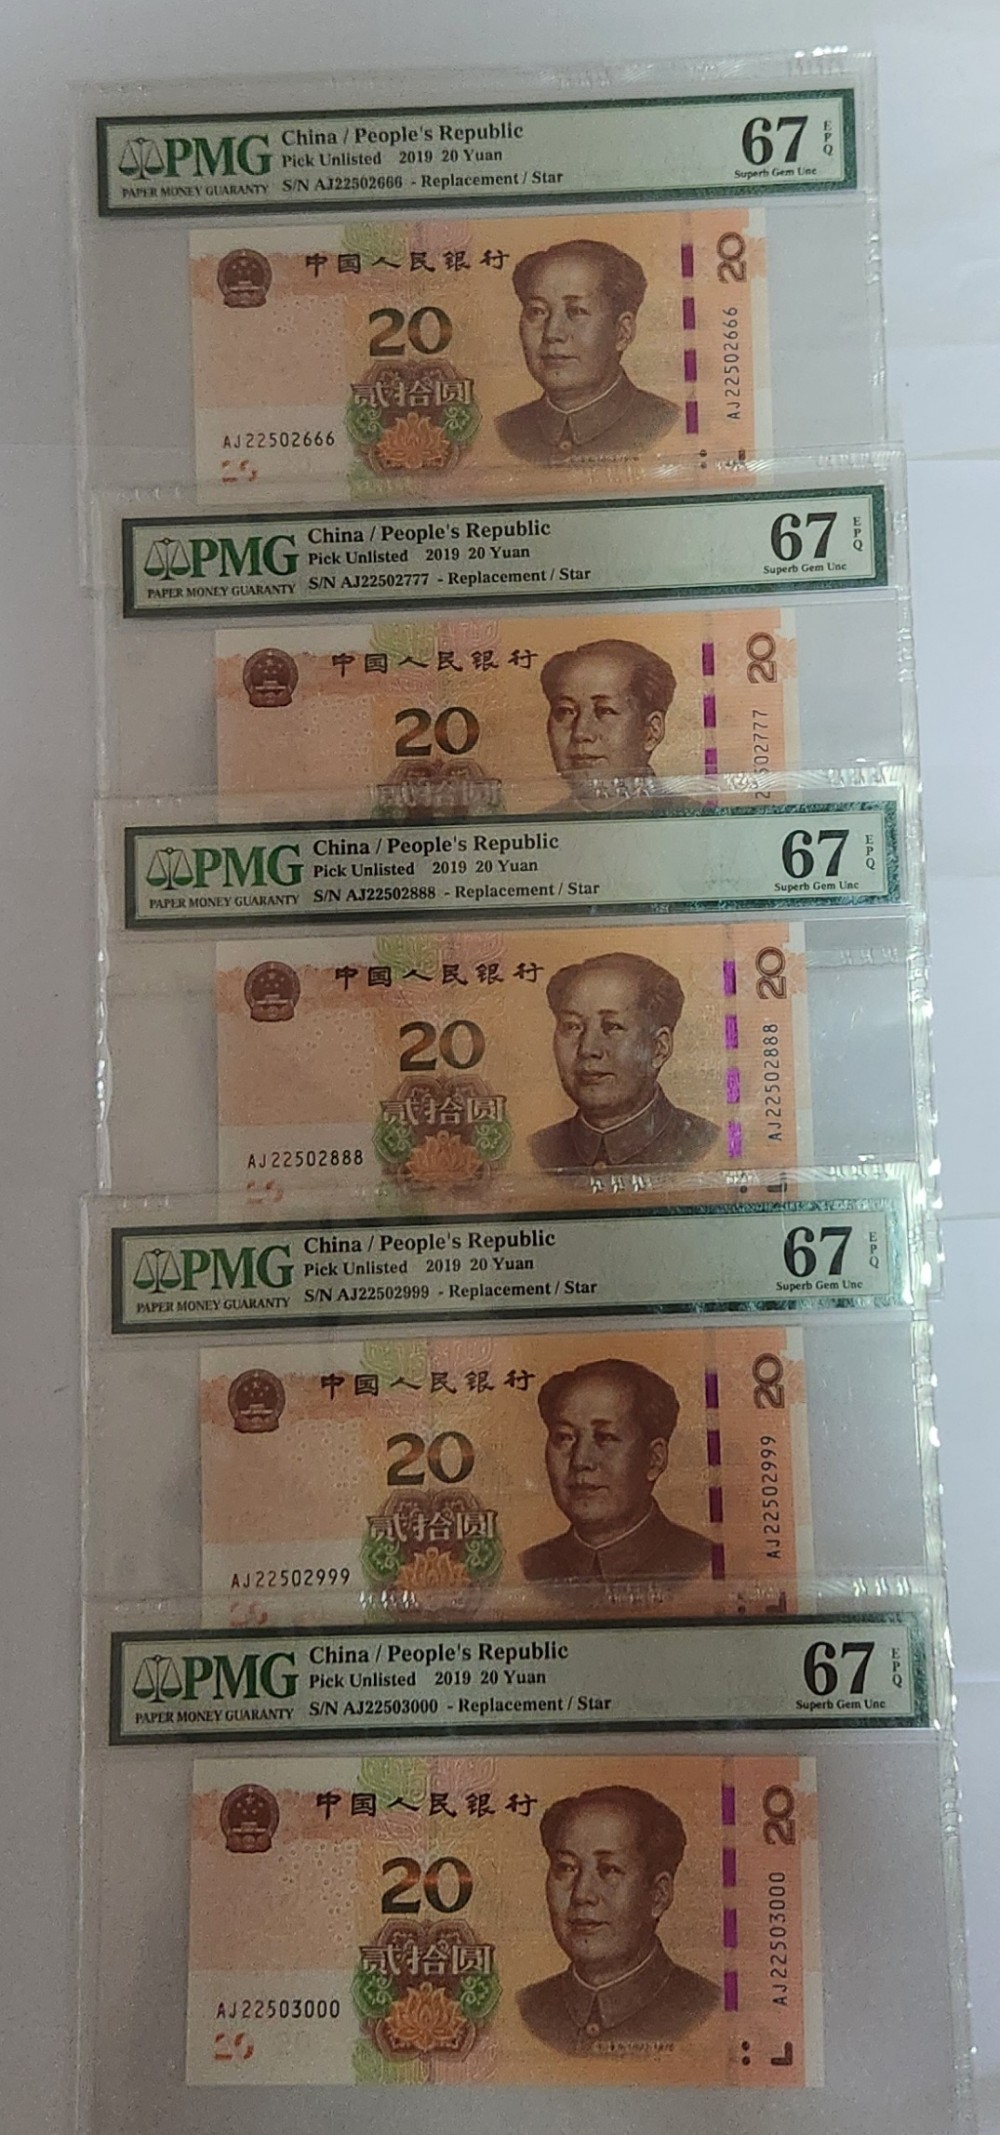 PMG
PAPER MONEY GUARANTY
China / People's Republic
Pick Unlisted 2019 20 Yuan
S/N AJ22502666 - Replacement / Star
67
EPQ
Superb Gem Unc
中国人民银行
20
贰拾圆
AJ22502666
20
AJ22502666
PMG
PAPER MONEY GUARANTY
China / People's Republic
Pick Unlisted 2019 20 Yuan
S/N AJ22502777 - Replacement / Star
67
EPQ
Superb Gem Unc
中国人民银行
20
贰拾圆
20
502777
PMG
PAPER MONEY GUARANTY
China / People's Republic
Pick Unlisted 2019 20 Yuan
S/N AJ22502888 - Replacement / Star
67
EPQ
Superb Gem Unc
中国人民银行
20
贰拾圆
AJ22502888
20
AJ22502888
PMG
PAPER MONEY GUARANTY
China / People's Republic
Pick Unlisted 2019 20 Yuan
S/N AJ22502999 - Replacement / Star
67
EPQ
Superb Gem Unc
中国人民银行
20
贰拾圆
AJ22502999
20
AJ22502999
PMG
PAPER MONEY GUARANTY
China / People's Republic
Pick Unlisted 2019 20 Yuan
S/N AJ22503000 - Replacement / Star
67
EPQ
Superb Gem Unc
中国人民银行
20
贰拾圆
AJ22503000
20
AJ22503000